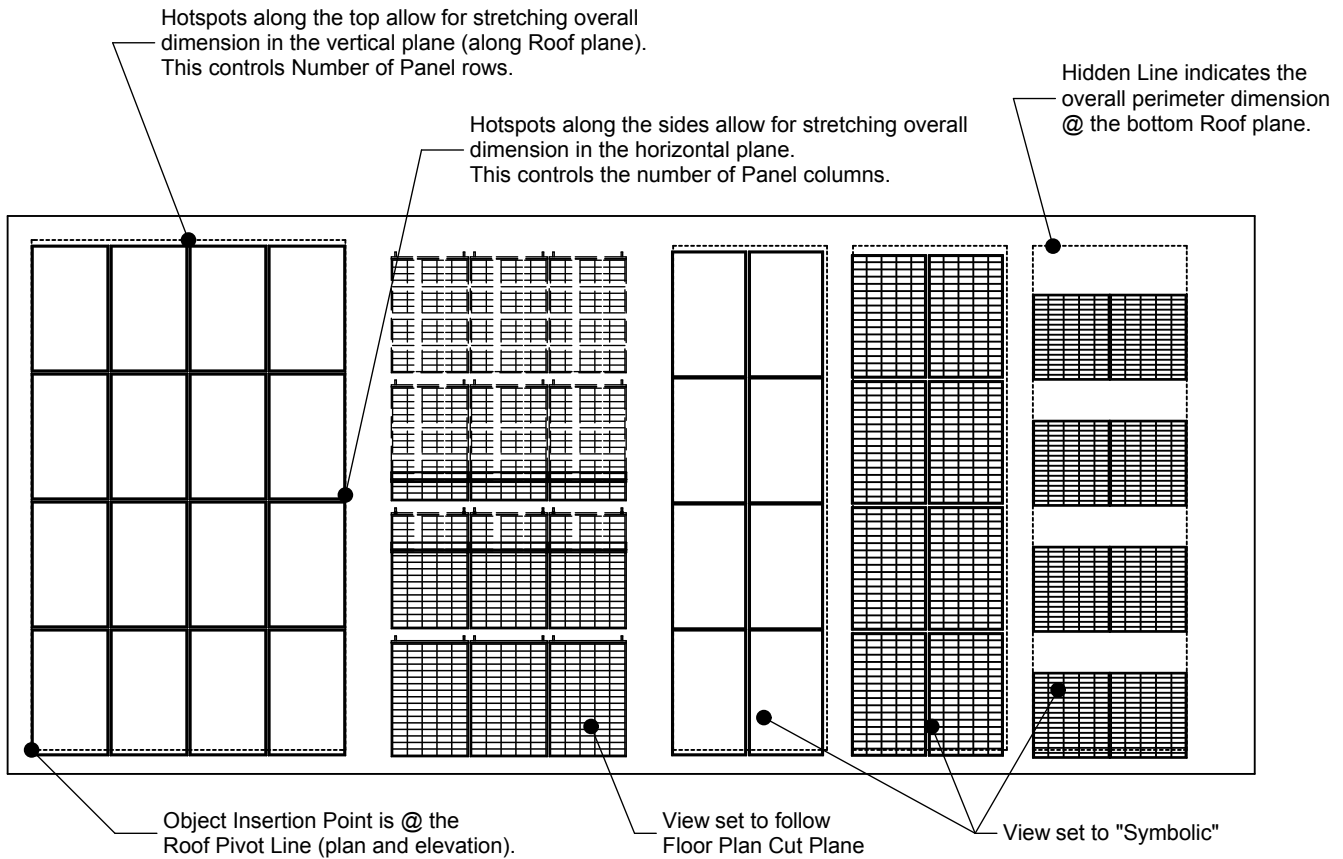 Hotspots along the top allow for stretching overall
dimension in the vertical plane (along Roof plane).
This controls Number of Panel rows.
Hidden Line indicates the
overall perimeter dimension
@ the bottom Roof plane.
Hotspots along the sides allow for stretching overall
dimension in the horizontal plane.
This controls the number of Panel columns.
Object Insertion Point is @ the
Roof Pivot Line (plan and elevation).
View set to follow
Floor Plan Cut Plane
View set to "Symbolic"